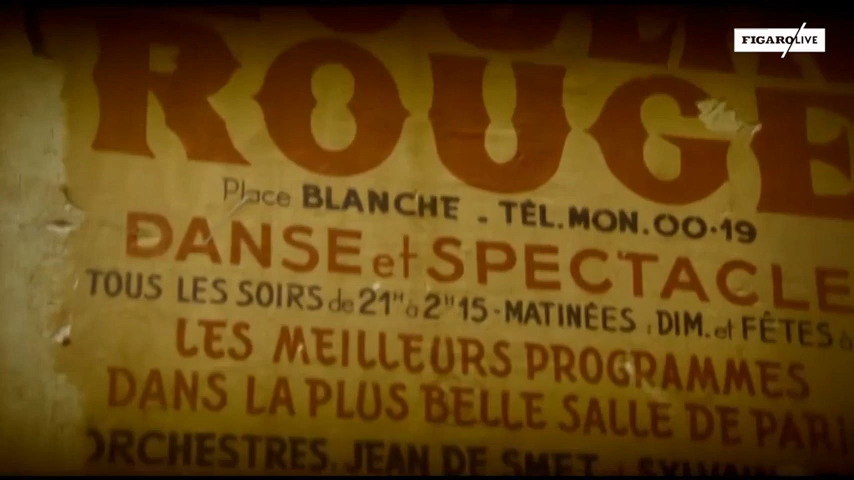 FIGARO LIVE
ROUGE
Place BLANCHE - TÉL. MON. 00-19
DANSE et SPECTACLE
TOUS LES SOIRS de 21H à 2H15 - MATINÉES : DIM. et FÊTES à
LES MEILLEURS PROGRAMMES
DANS LA PLUS BELLE SALLE DE PARI
ORCHESTRES. JEAN DE SMET